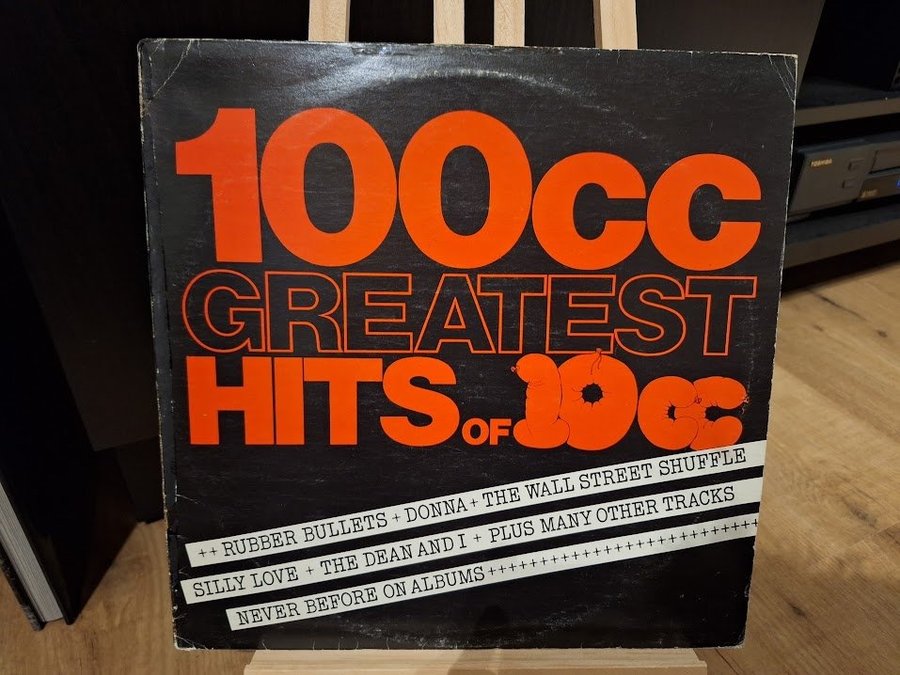 100cc
GREATEST
HITS OF 10cc
++ RUBBER BULLETS + DONNA + THE WALL STREET SHUFFLE
SILLY LOVE + THE DEAN AND I + PLUS MANY OTHER TRACKS
NEVER BEFORE ON ALBUMS ++++++++++++++++++++++++++++
TOSHIBA